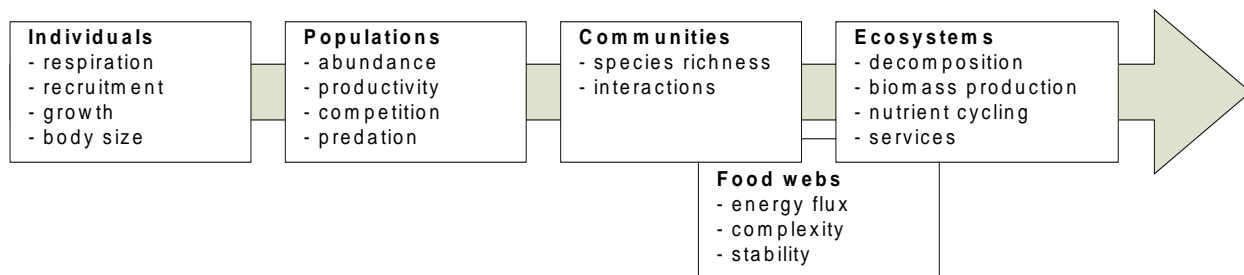 Individuals
- respiration
- recruitment
- growth
- body size
Populations
- abundance
- productivity
- competition
- predation
Communities
- species richness
- interactions
Ecosystems
- decomposition
- biomass production
- nutrient cycling
- services
Food webs
- energy flux
- complexity
- stability